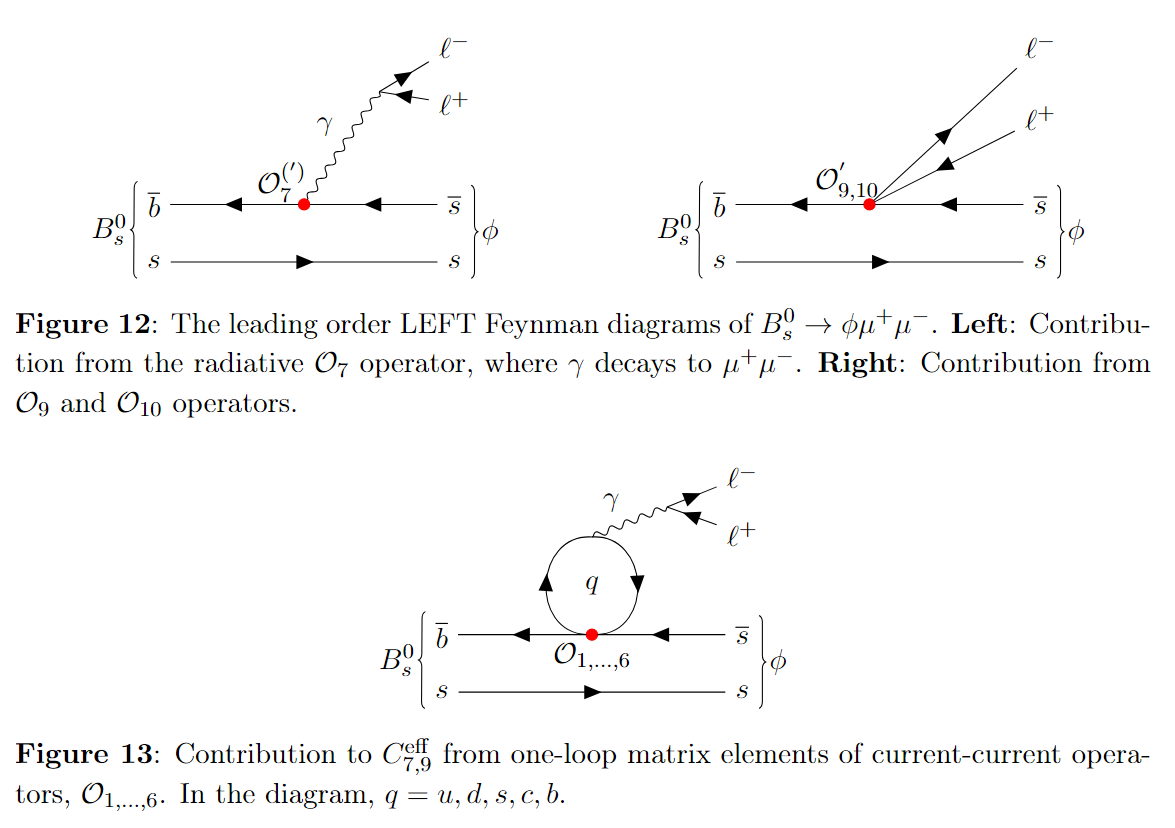 ℓ⁻
ℓ⁺
γ
𝒪₇⁽′⁾
b̅
s̅
B⁰ₛ
ϕ
s
s
ℓ⁻
ℓ⁺
𝒪′₉,₁₀
b̅
s̅
B⁰ₛ
ϕ
s
s
Figure 12: The leading order LEFT Feynman diagrams of B⁰ₛ → ϕμ⁺μ⁻. Left: Contribu-
tion from the radiative 𝒪₇ operator, where γ decays to μ⁺μ⁻. Right: Contribution from
𝒪₉ and 𝒪₁₀ operators.
ℓ⁻
γ
ℓ⁺
q
b̅
s̅
B⁰ₛ
𝒪₁,...,₆
ϕ
s
s
Figure 13: Contribution to C₇,₉ᵉᶠᶠ from one-loop matrix elements of current-current opera-
tors, 𝒪₁,...,₆. In the diagram, q = u, d, s, c, b.